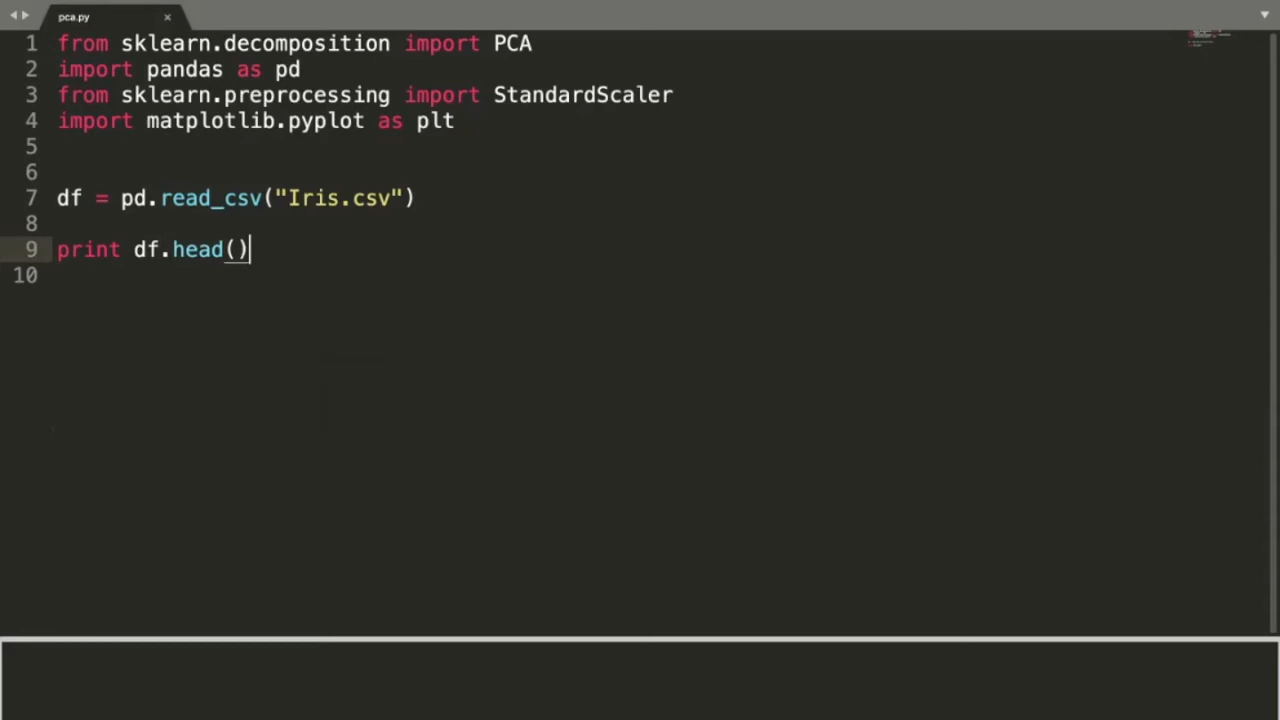 pca.py ×
1 from sklearn.decomposition import PCA
2 import pandas as pd
3 from sklearn.preprocessing import StandardScaler
4 import matplotlib.pyplot as plt
5
6
7 df = pd.read_csv("Iris.csv")
8
9 print df.head()
10